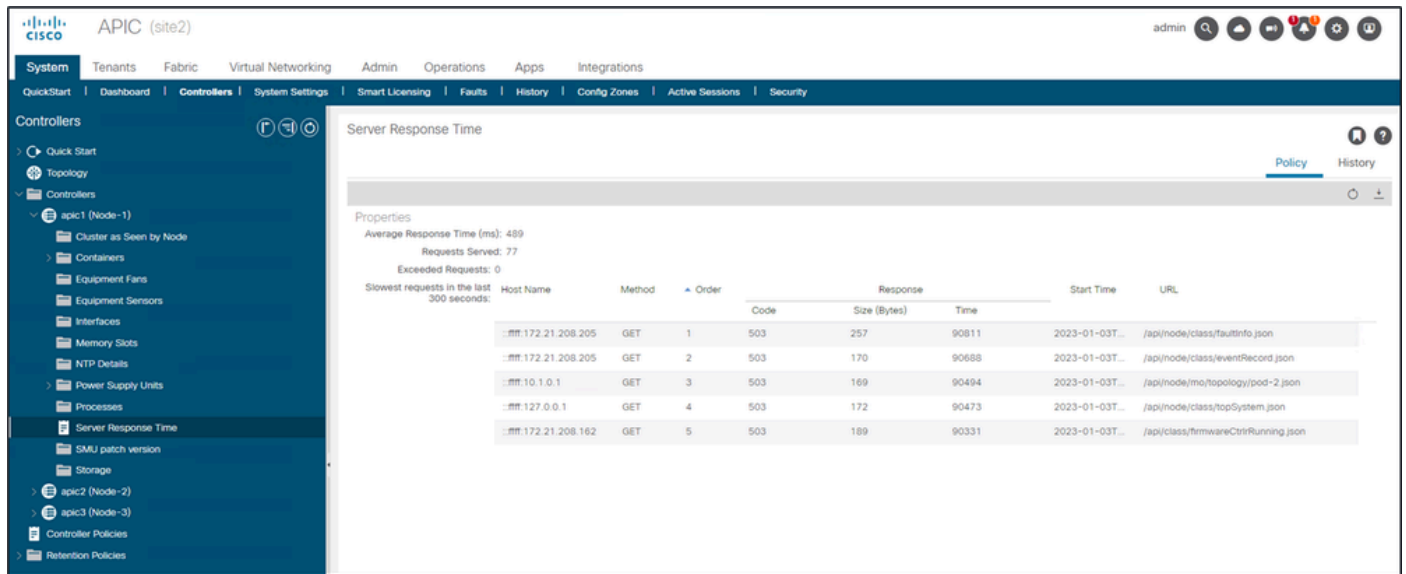 CISCO
APIC (site2)
admin
1
1
System Tenants Fabric Virtual Networking Admin Operations Apps Integrations
QuickStart | Dashboard | Controllers | System Settings | Smart Licensing | Faults | History | Config Zones | Active Sessions | Security
Controllers
Quick Start
Topology
Controllers
apic1 (Node-1)
Cluster as Seen by Node
Containers
Equipment Fans
Equipment Sensors
Interfaces
Memory Slots
NTP Details
Power Supply Units
Processes
Server Response Time
SMU patch version
Storage
apic2 (Node-2)
apic3 (Node-3)
Controller Policies
Retention Policies
Server Response Time
Policy History
Properties
Average Response Time (ms): 489
Requests Served: 77
Exceeded Requests: 0
Slowest requests in the last
300 seconds:
Host Name Method Order Response Start Time URL
Code Size (Bytes) Time
::ffff:172.21.208.205 GET 1 503 257 90811 2023-01-03T... /api/node/class/faultInfo.json
::ffff:172.21.208.205 GET 2 503 170 90688 2023-01-03T... /api/node/class/eventRecord.json
::ffff:10.1.0.1 GET 3 503 169 90494 2023-01-03T... /api/node/mo/topology/pod-2.json
::ffff:127.0.0.1 GET 4 503 172 90473 2023-01-03T... /api/node/class/topSystem.json
::ffff:172.21.208.162 GET 5 503 189 90331 2023-01-03T... /api/class/firmwareCtrlrRunning.json